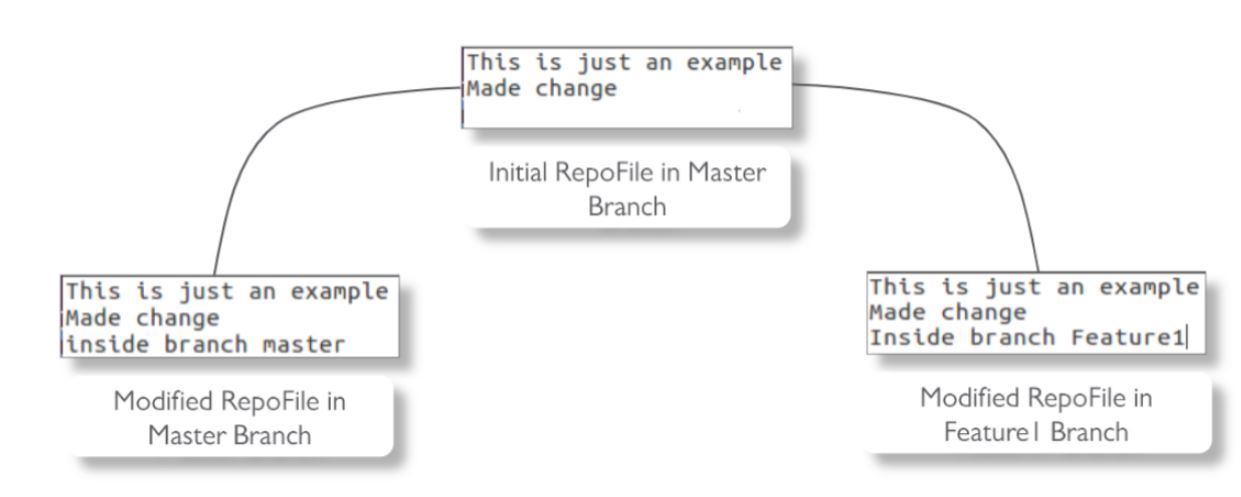 This is just an example
Made change
Initial RepoFile in Master
Branch
This is just an example
Made change
inside branch master
Modified RepoFile in
Master Branch
This is just an example
Made change
Inside branch Feature1
Modified RepoFile in
Feature1 Branch